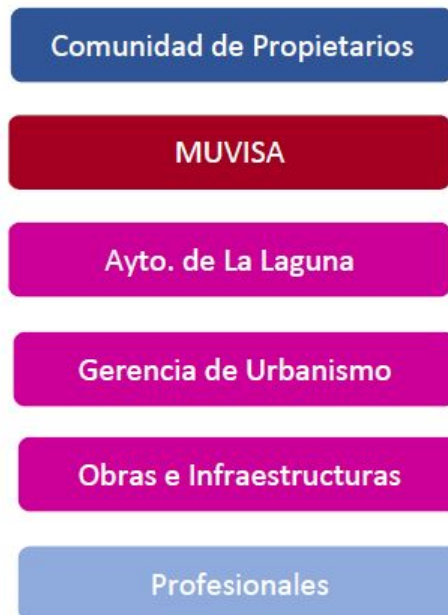 Comunidad de Propietarios
MUVISA
Ayto. de La Laguna
Gerencia de Urbanismo
Obras e Infraestructuras
Profesionales